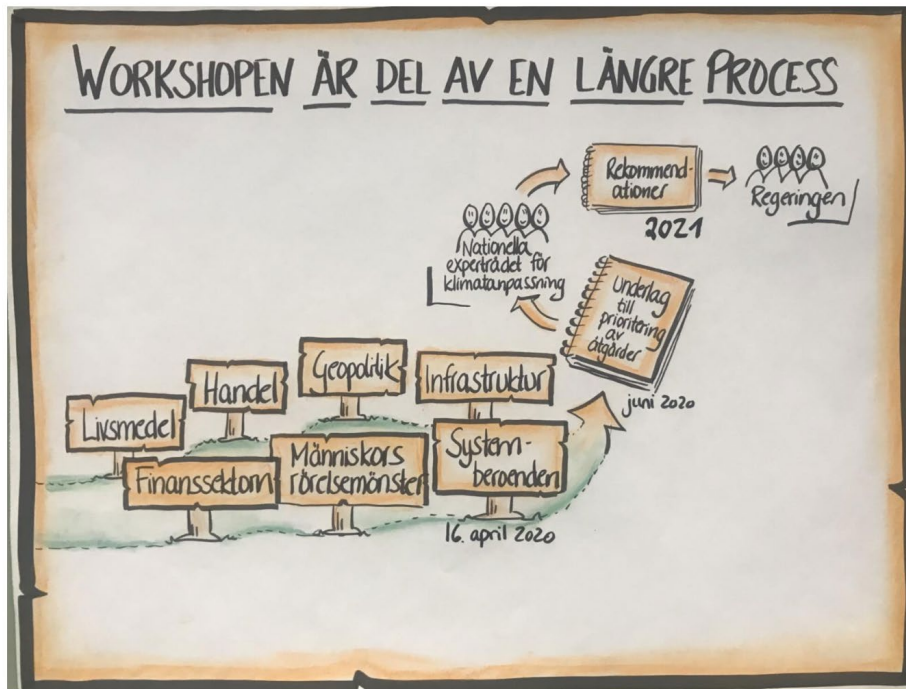 WORKSHOPEN ÄR DEL AV EN LÄNGRE PROCESS
Rekommend-
ationer
2021
Regeringen
Nationella
expertrådet för
klimatanpassning
Underlag
till
prioritering
av
åtgärder
juni 2020
Livsmedel
Handel
Geopolitik
Infrastruktur
Finanssektorn
Människors
rörelsemönster
System-
beroenden
16. april 2020